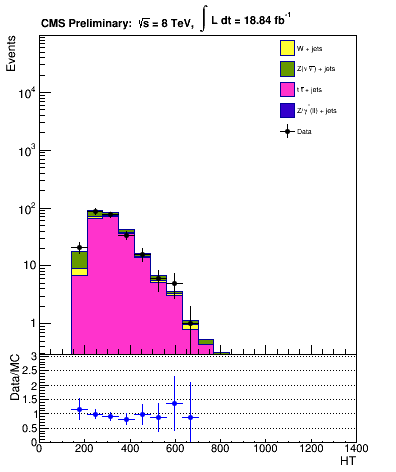 CMS Preliminary: √s = 8 TeV, ∫ L dt = 18.84 fb⁻¹
Events
10⁴
10³
10²
10
1
W + jets
Z(ν ν̅) + jets
t t̅ + jets
Z/γ*(ll) + jets
Data
Data/MC
3
2.5
2
1.5
1
0.5
0
0 200 400 600 800 1000 1200 1400
HT